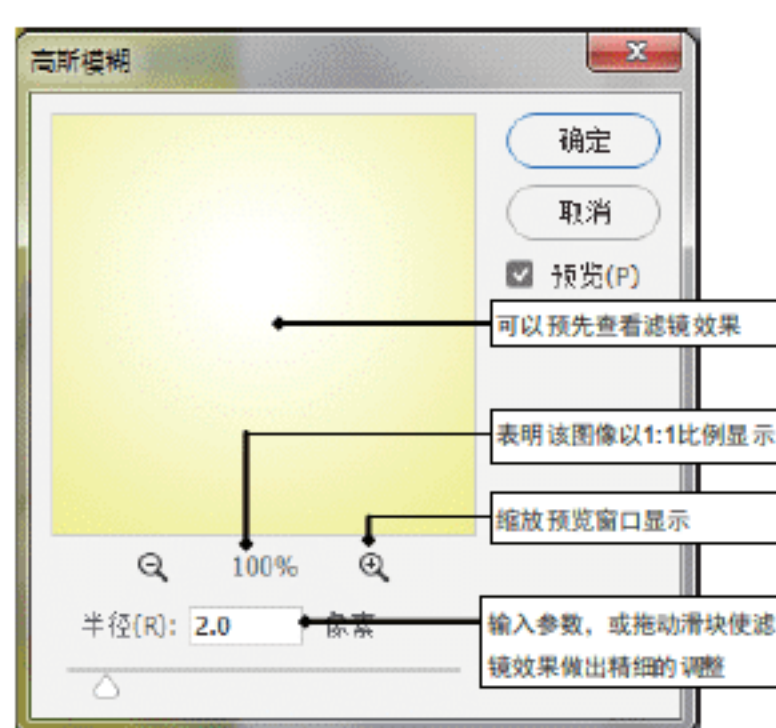 高斯模糊
确定
取消
预览(P)
可以预先查看滤镜效果
表明该图像以1:1比例显示
缩放预览窗口显示
100%
半径(R): 2.0 像素
输入参数，或拖动滑块使滤
镜效果做出精细的调整